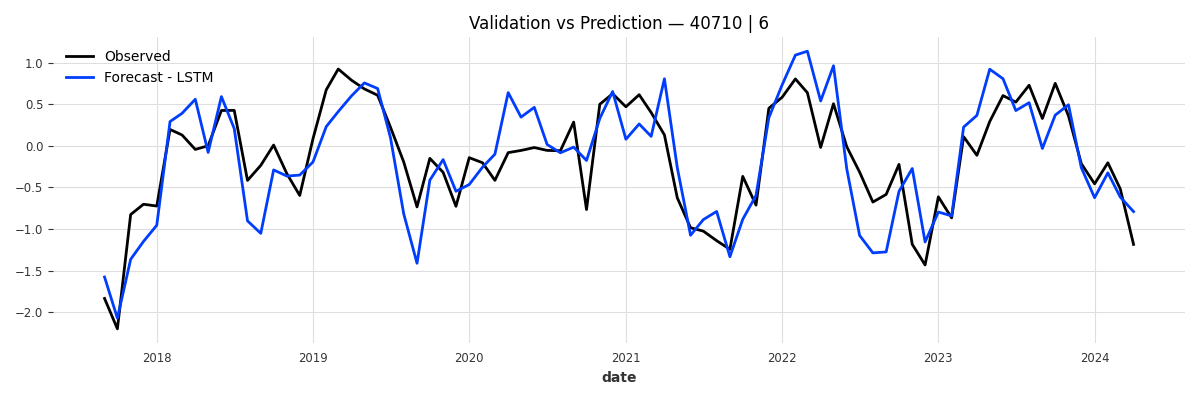 Validation vs Prediction — 40710 | 6
Observed
Forecast - LSTM
1.0
0.5
0.0
−0.5
−1.0
−1.5
−2.0
2018 2019 2020 2021 2022 2023 2024
date